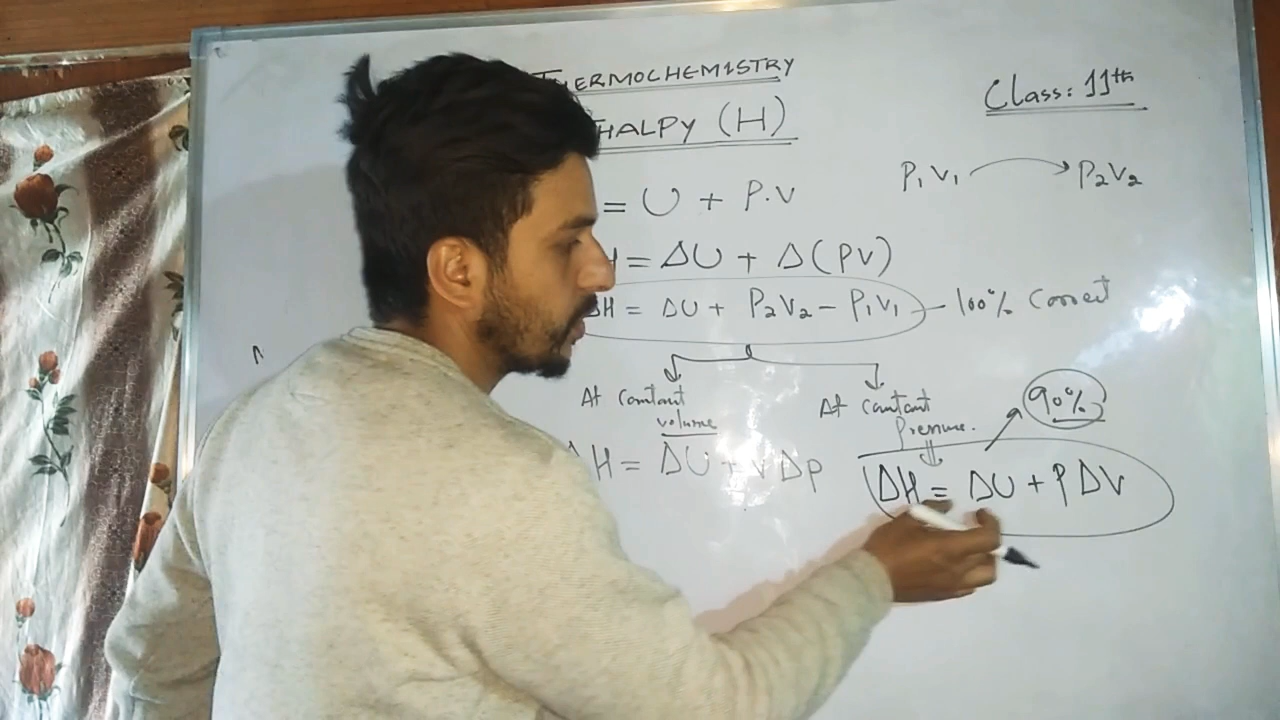 THERMOCHEMISTRY
Class: 11th
HALPY (H)
= U + P.V
P₁V₁ → P₂V₂
H = ΔU + Δ(PV)
ΔH = ΔU + P₂V₂ − P₁V₁ – 100% Correct
At constant volume
At constant Pressure.
90%
ΔH = ΔU + VΔP
ΔH = ΔU + PΔV